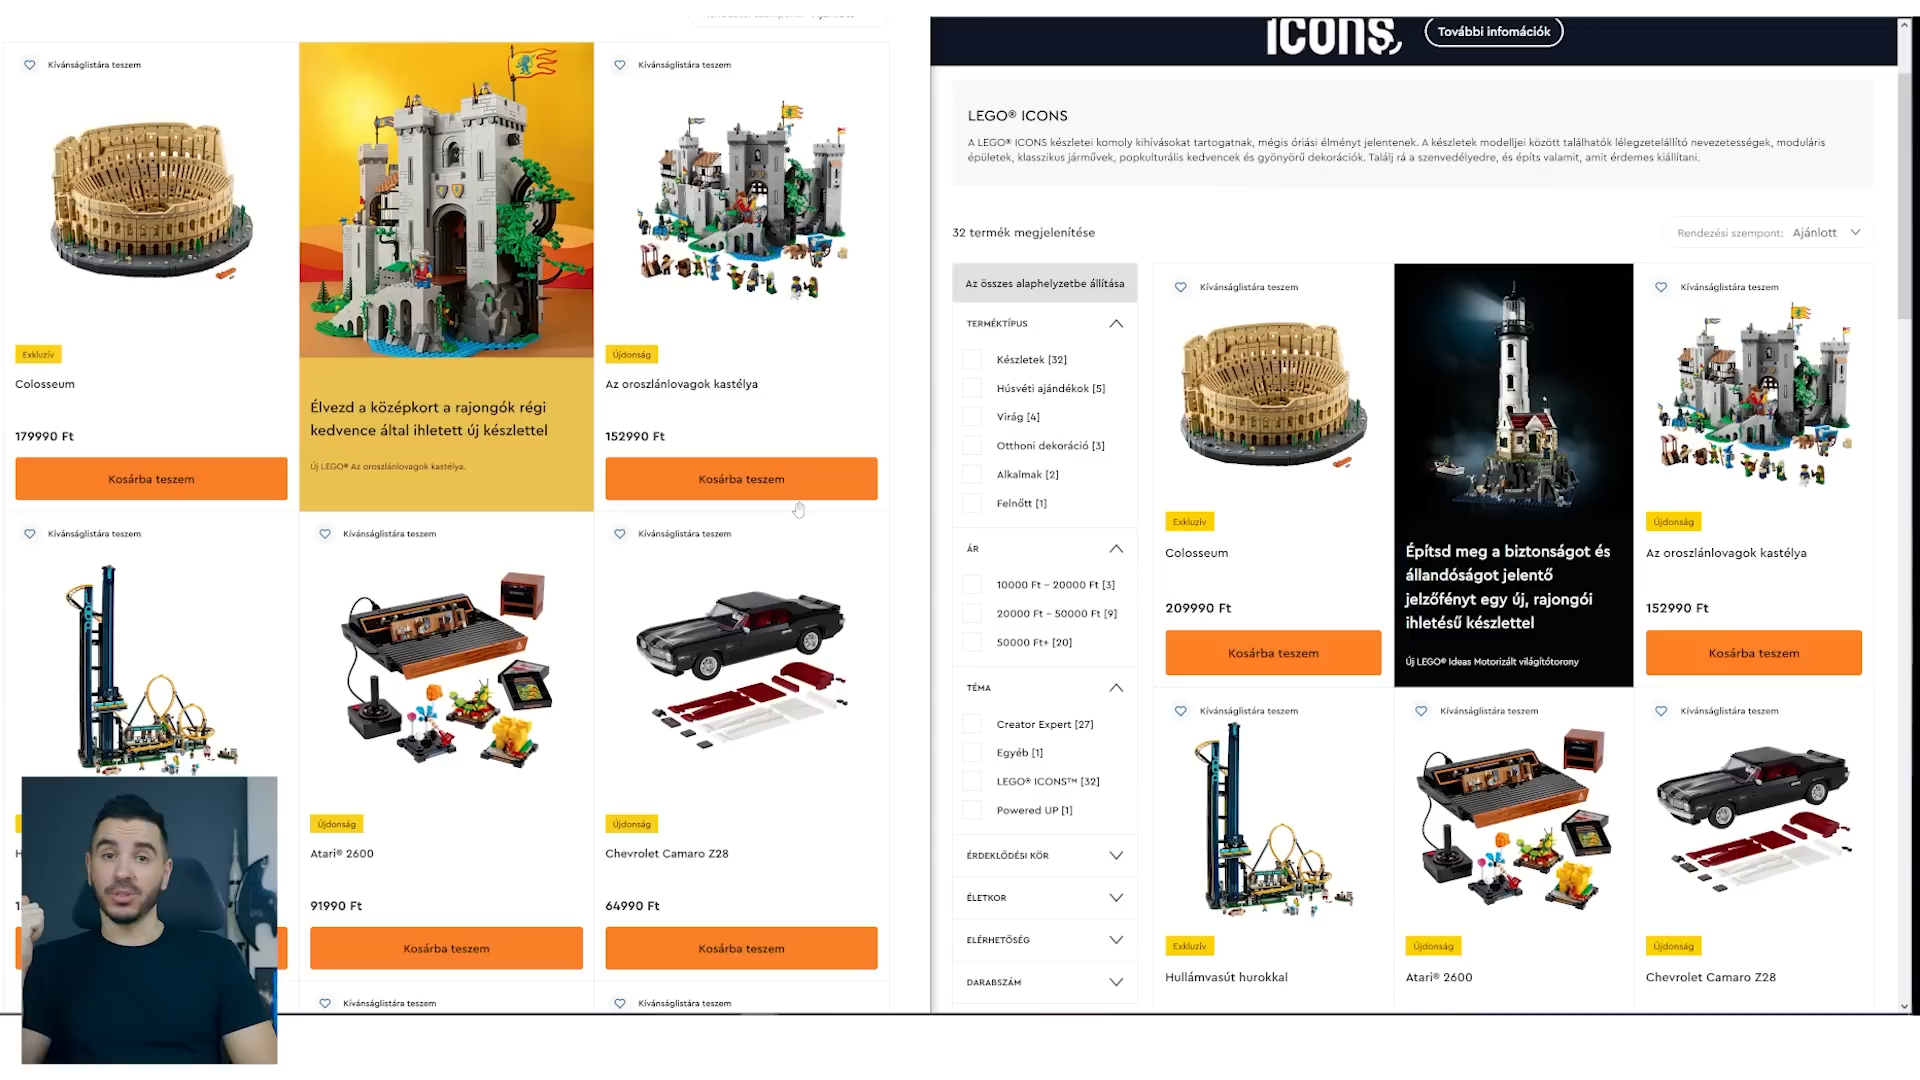 Kívánságlistára teszem
Kívánságlistára teszem
Exkluzív
Colosseum
179990 Ft
Kosárba teszem
Élvezd a középkort a rajongók régi
kedvence által ihletett új készlettel
Új LEGO® Az oroszlánlovagok kastélya.
Újdonság
Az oroszlánlovagok kastélya
152990 Ft
Kosárba teszem
Kívánságlistára teszem
Kívánságlistára teszem
Kívánságlistára teszem
Újdonság
Atari® 2600
91990 Ft
Kosárba teszem
Újdonság
Chevrolet Camaro Z28
64990 Ft
Kosárba teszem
Kívánságlistára teszem
Kívánságlistára teszem
icons
További infomációk
LEGO® ICONS
A LEGO® ICONS készletei komoly kihívásokat tartogatnak, mégis óriási élményt jelentenek. A készletek modelljei között találhatók lélegzetelállító nevezetességek, moduláris
épületek, klasszikus járművek, popkulturális kedvencek és gyönyörű dekorációk. Találj rá a szenvedélyedre, és építs valamit, amit érdemes kiállítani.
32 termék megjelenítése
Rendezési szempont: Ajánlott
Az összes alaphelyzetbe állítása
TERMÉKTÍPUS
Készletek [32]
Húsvéti ajándékok [5]
Virág [4]
Otthoni dekoráció [3]
Alkalmak [2]
Felnőtt [1]
ÁR
10000 Ft – 20000 Ft [3]
20000 Ft – 50000 Ft [9]
50000 Ft+ [20]
TÉMA
Creator Expert [27]
Egyéb [1]
LEGO® ICONS™ [32]
Powered UP [1]
ÉRDEKLŐDÉSI KÖR
ÉLETKOR
ELÉRHETŐSÉG
DARABSZÁM
Kívánságlistára teszem
Exkluzív
Colosseum
209990 Ft
Kosárba teszem
Építsd meg a biztonságot és
állandóságot jelentő
jelzőfényt egy új, rajongói
ihletésű készlettel
Új LEGO® Ideas Motorizált világítótorony
Kívánságlistára teszem
Újdonság
Az oroszlánlovagok kastélya
152990 Ft
Kosárba teszem
Kívánságlistára teszem
Kívánságlistára teszem
Kívánságlistára teszem
Exkluzív
Hullámvasút hurokkal
Újdonság
Atari® 2600
Újdonság
Chevrolet Camaro Z28